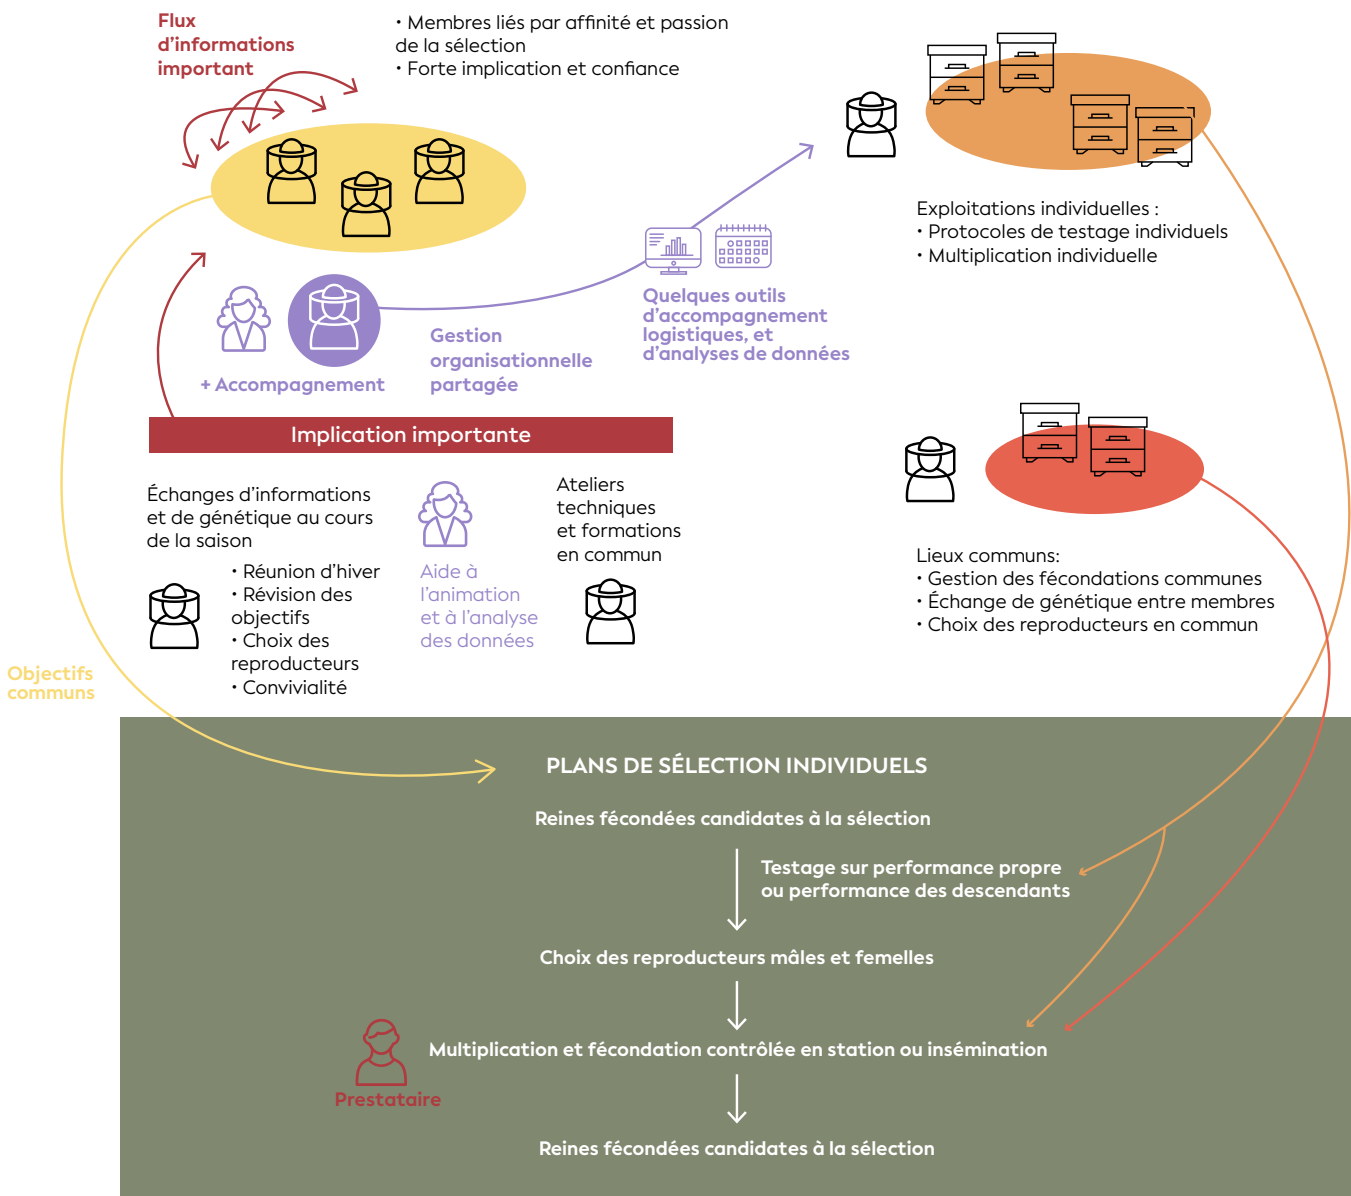 Flux
d’informations
important
• Membres liés par affinité et passion
de la sélection
• Forte implication et confiance
Exploitations individuelles :
• Protocoles de testage individuels
• Multiplication individuelle
Quelques outils
d’accompagnement
logistiques, et
d’analyses de données
Gestion
organisationnelle
partagée
+ Accompagnement
Implication importante
Échanges d’informations
et de génétique au cours
de la saison
• Réunion d’hiver
• Révision des
objectifs
• Choix des
reproducteurs
• Convivialité
Aide à
l’animation
et à l’analyse
des données
Ateliers
techniques
et formations
en commun
Lieux communs:
• Gestion des fécondations communes
• Échange de génétique entre membres
• Choix des reproducteurs en commun
Objectifs
communs
PLANS DE SÉLECTION INDIVIDUELS
Reines fécondées candidates à la sélection
Testage sur performance propre
ou performance des descendants
Choix des reproducteurs mâles et femelles
Multiplication et fécondation contrôlée en station ou insémination
Prestataire
Reines fécondées candidates à la sélection